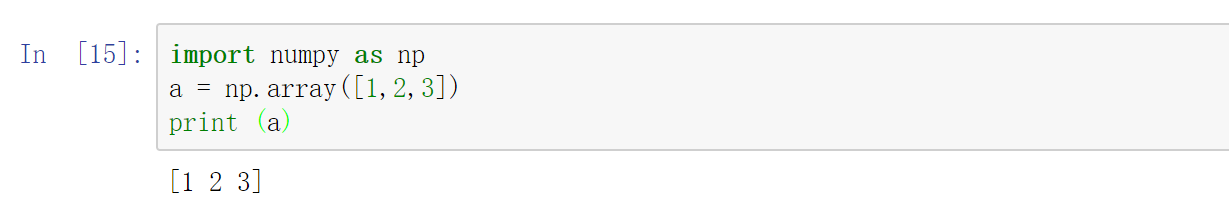 In [15]: import numpy as np
a = np.array([1,2,3])
print (a)
[1 2 3]